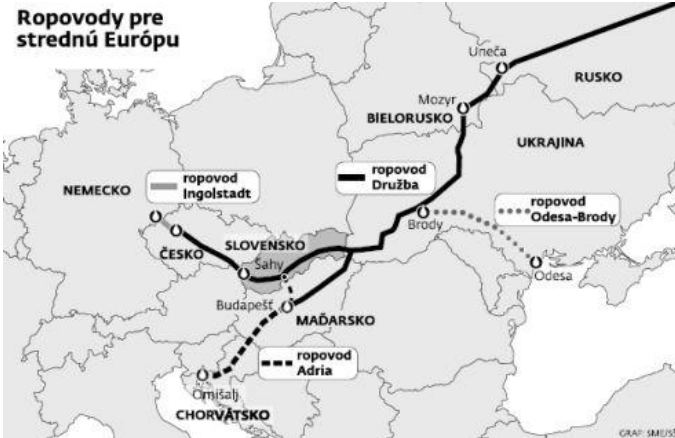 Ropovody pre
strednú Európu
Uneča
RUSKO
Mozyr
BIELORUSKO
UKRAJINA
ropovod
Družba
ropovod
Ingolstadt
NEMECKO
ropovod
Odesa-Brody
Brody
SLOVENSKO
ČESKO
Šahy
Odesa
Budapešť
MAĎARSKO
ropovod
Adria
Omišalj
CHORVÁTSKO
GRAF: SME/SŠ